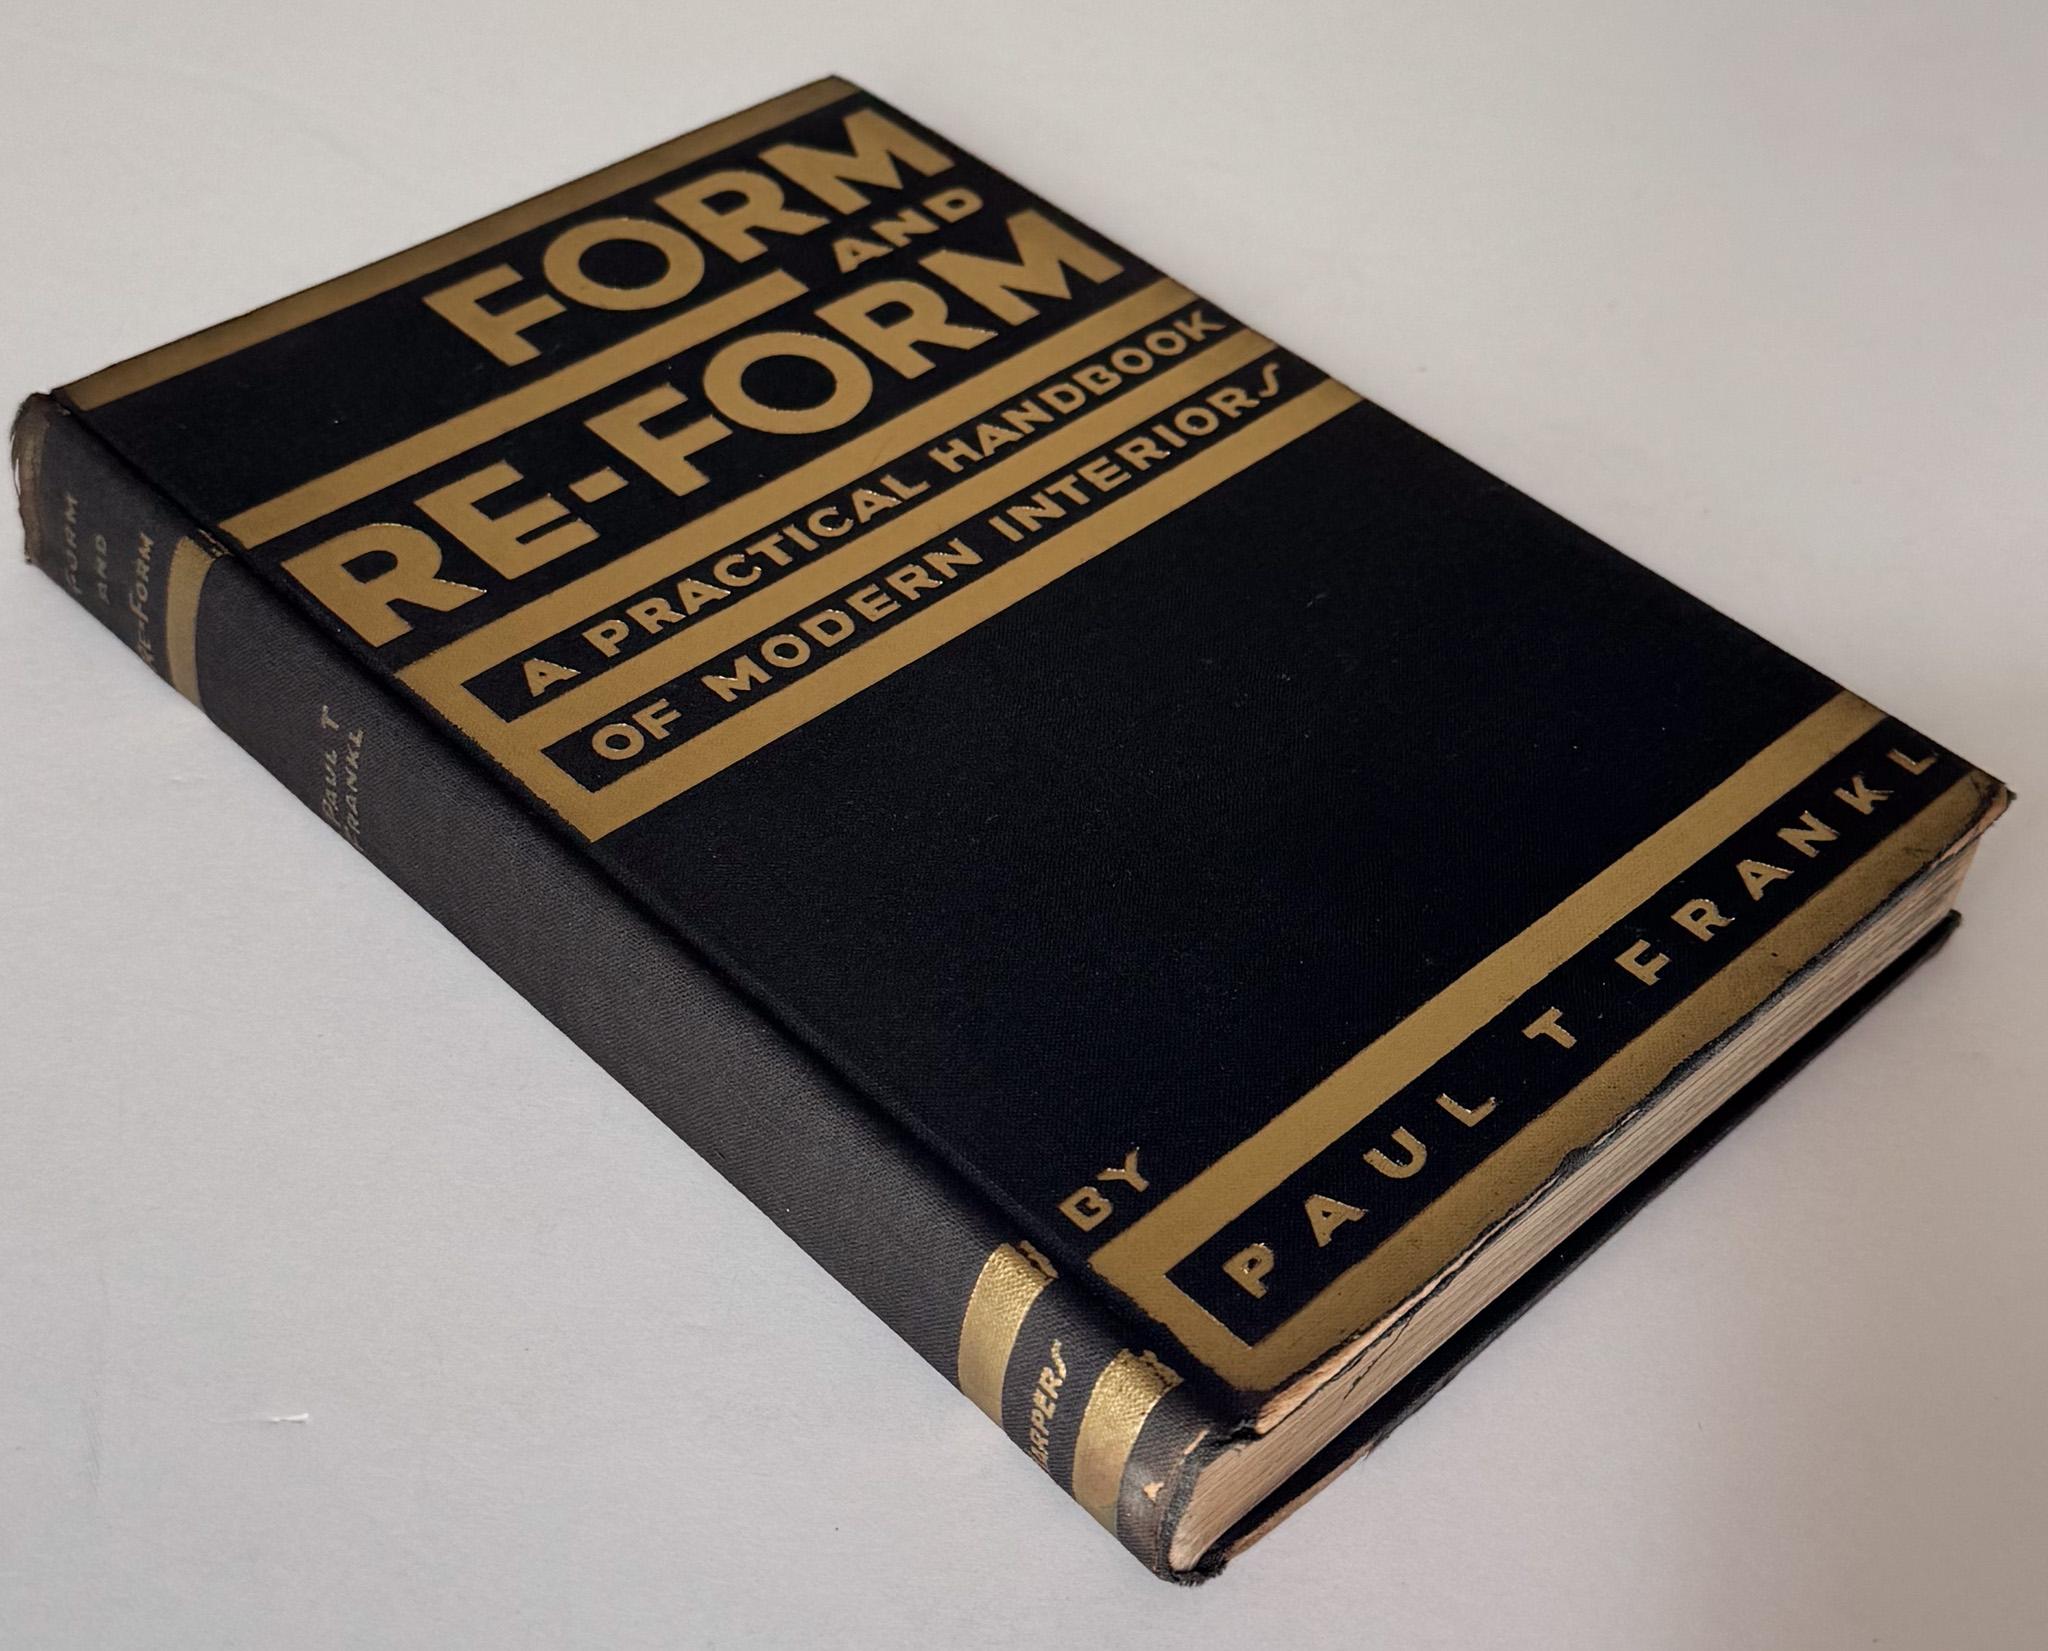 FORM
AND
RE-FORM
A PRACTICAL HANDBOOK
OF MODERN INTERIORS
BY
PAUL T FRANKL
FORM
AND
RE-FORM
PAUL T
FRANKL
HARPERS